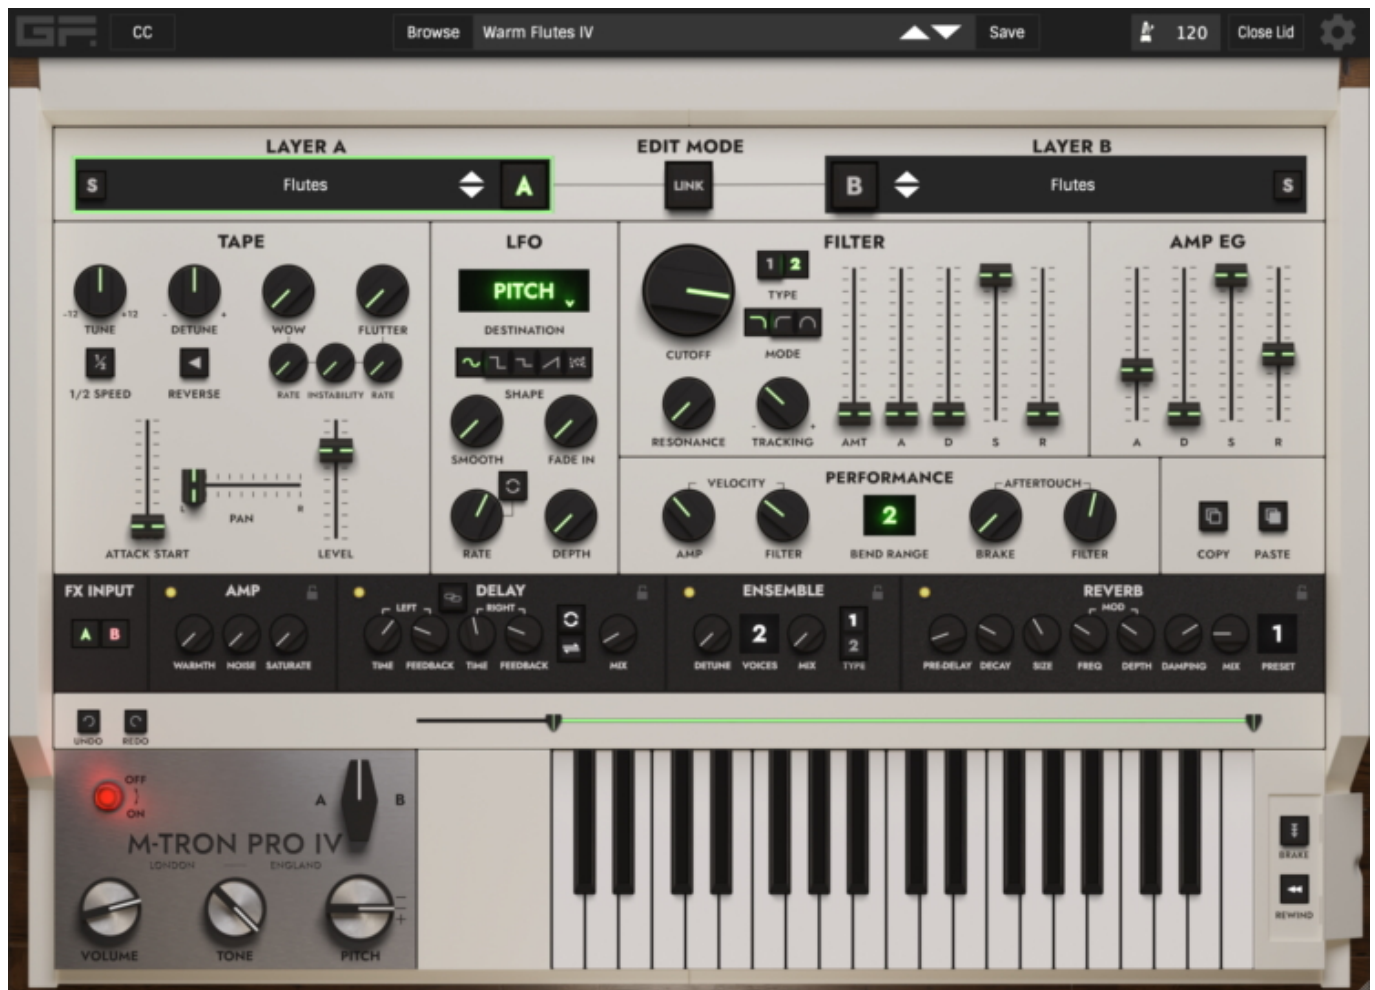 GF.
CC
Browse
Warm Flutes IV
Save
120
Close Lid
LAYER A
EDIT MODE
LAYER B
S
Flutes
A
LINK
B
Flutes
S
TAPE
LFO
FILTER
AMP EG
-12 +12
TUNE
- +
DETUNE
WOW
FLUTTER
PITCH
DESTINATION
1 2
TYPE
CUTOFF
MODE
½
1/2 SPEED
REVERSE
RATE
INSTABILITY
RATE
SHAPE
SMOOTH
FADE IN
RESONANCE
- +
TRACKING
AMT
A
D
S
R
A
D
S
R
L R
PAN
ATTACK START
LEVEL
RATE
DEPTH
PERFORMANCE
VELOCITY
AFTERTOUCH
2
AMP
FILTER
BEND RANGE
BRAKE
FILTER
COPY
PASTE
FX INPUT
AMP
DELAY
ENSEMBLE
REVERB
LEFT
RIGHT
MOD
A B
2
1
2
1
WARMTH
NOISE
SATURATE
TIME
FEEDBACK
TIME
FEEDBACK
MIX
DETUNE
VOICES
MIX
TYPE
PRE-DELAY
DECAY
SIZE
FREQ
DEPTH
DAMPING
MIX
PRESET
UNDO
REDO
OFF
ON
A B
M-TRON PRO IV
LONDON ENGLAND
- +
VOLUME
TONE
PITCH
BRAKE
REWIND